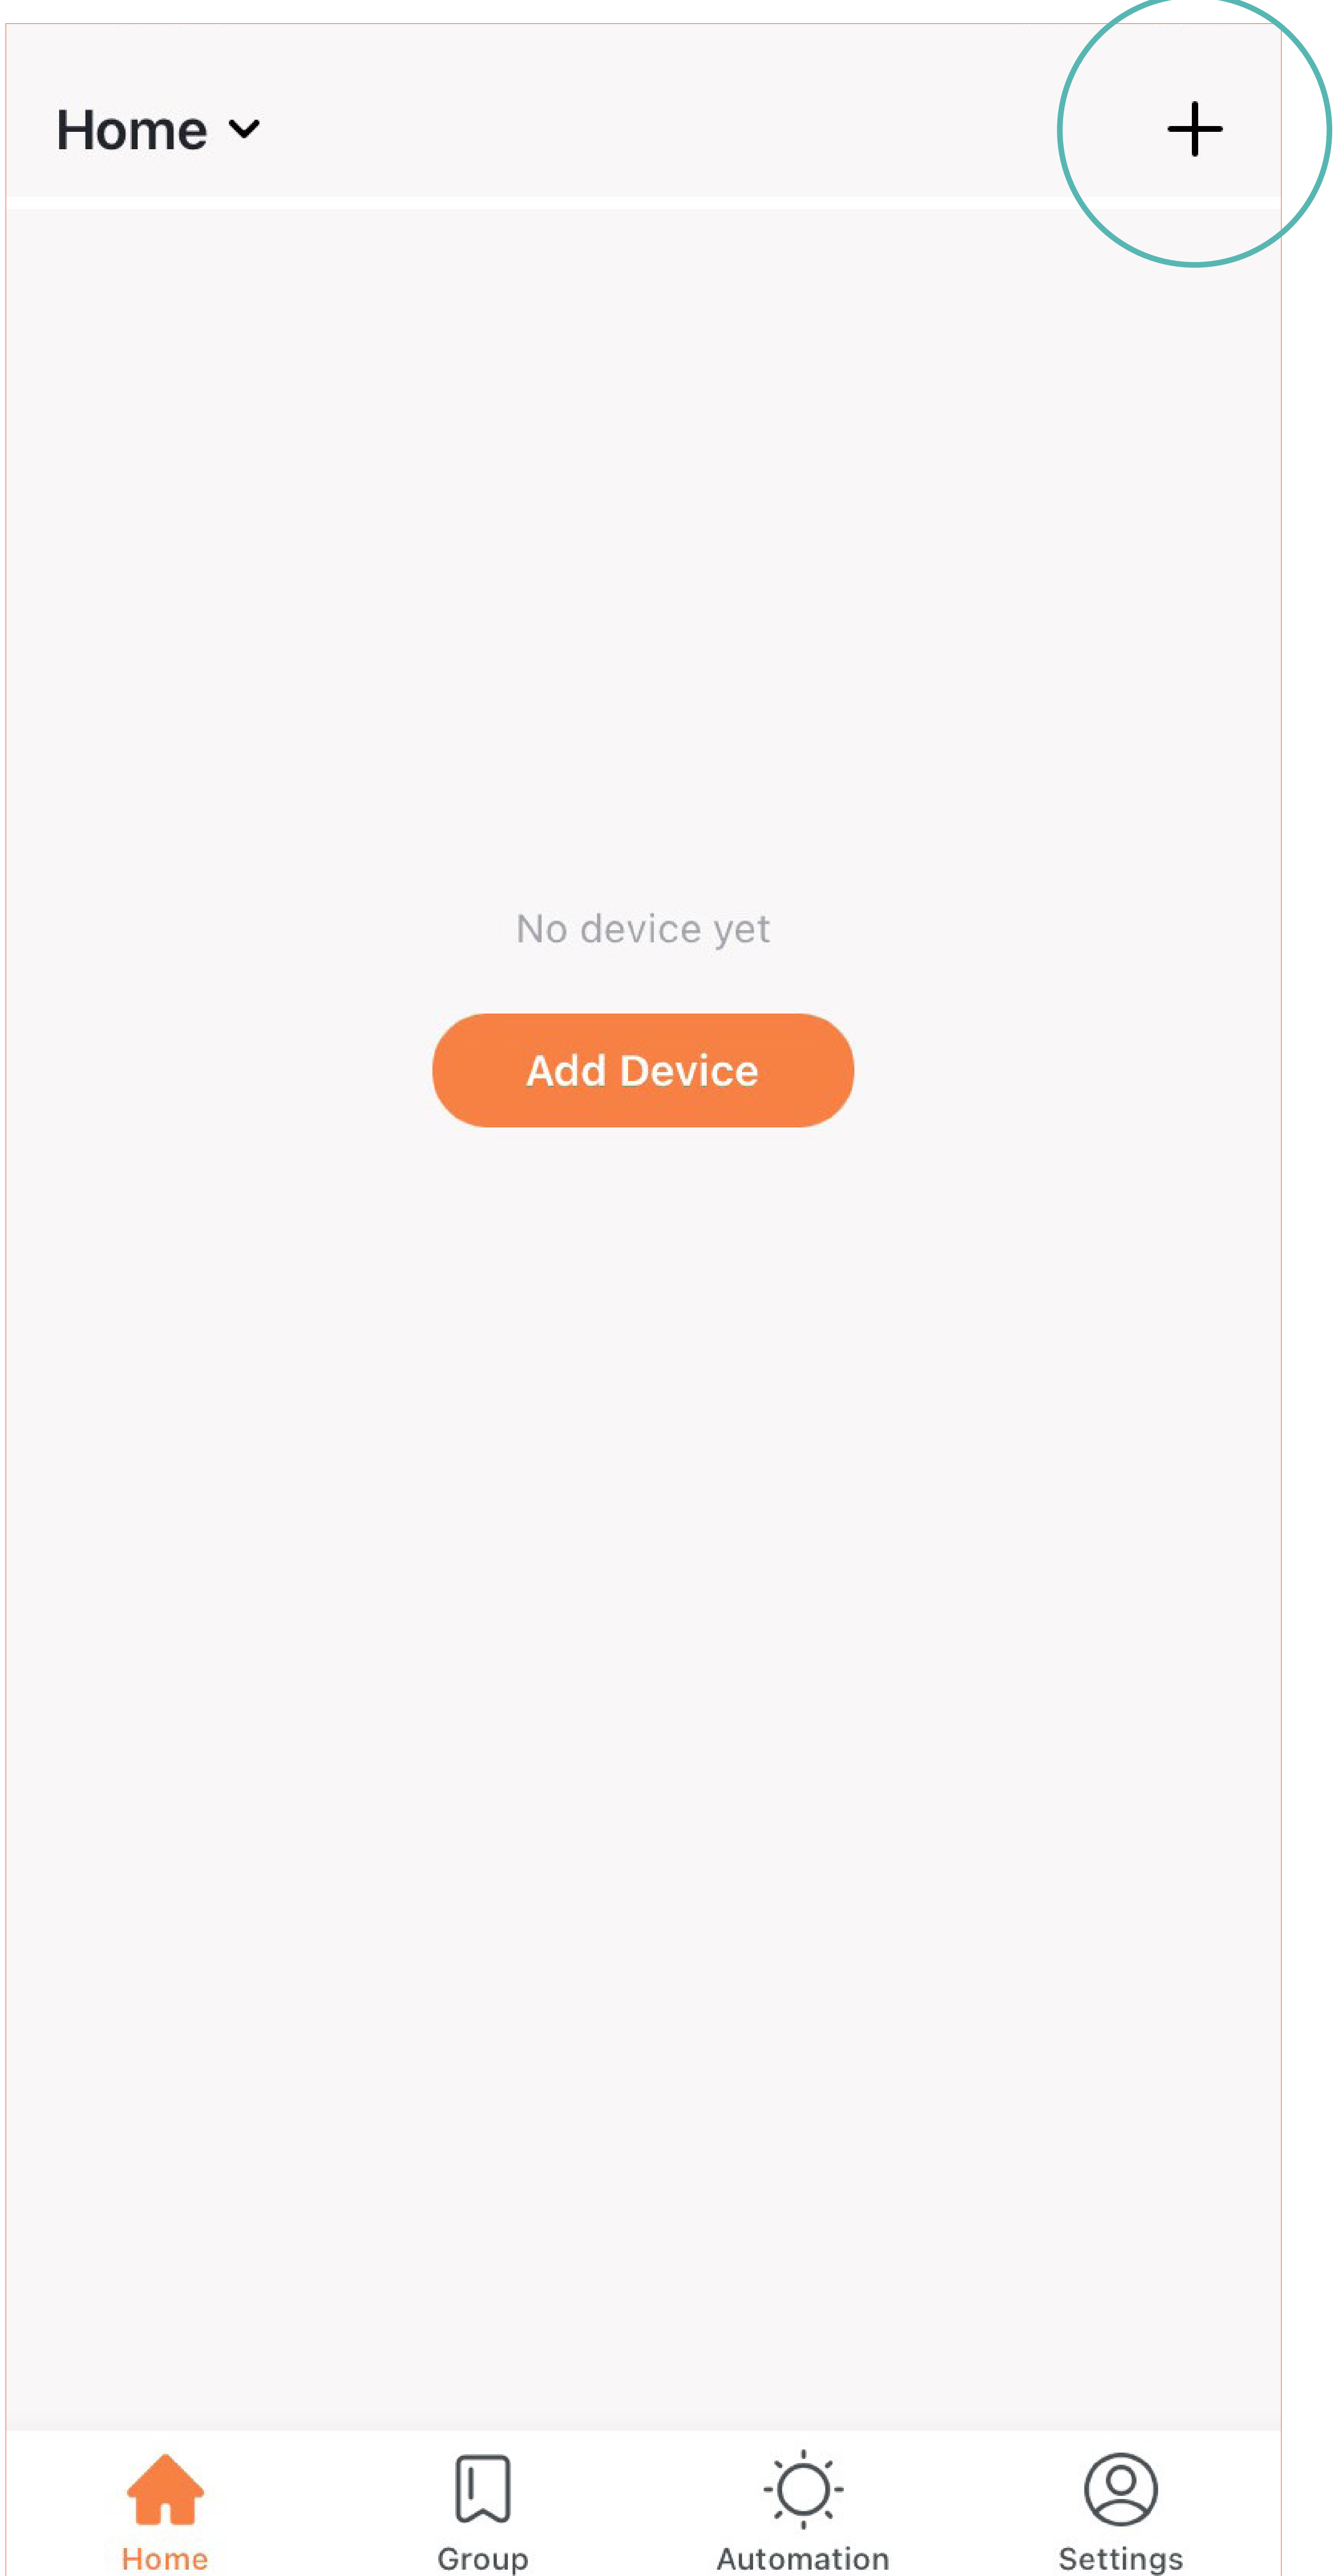 Home
No device yet
Add Device
Home
Group
Automation
Settings